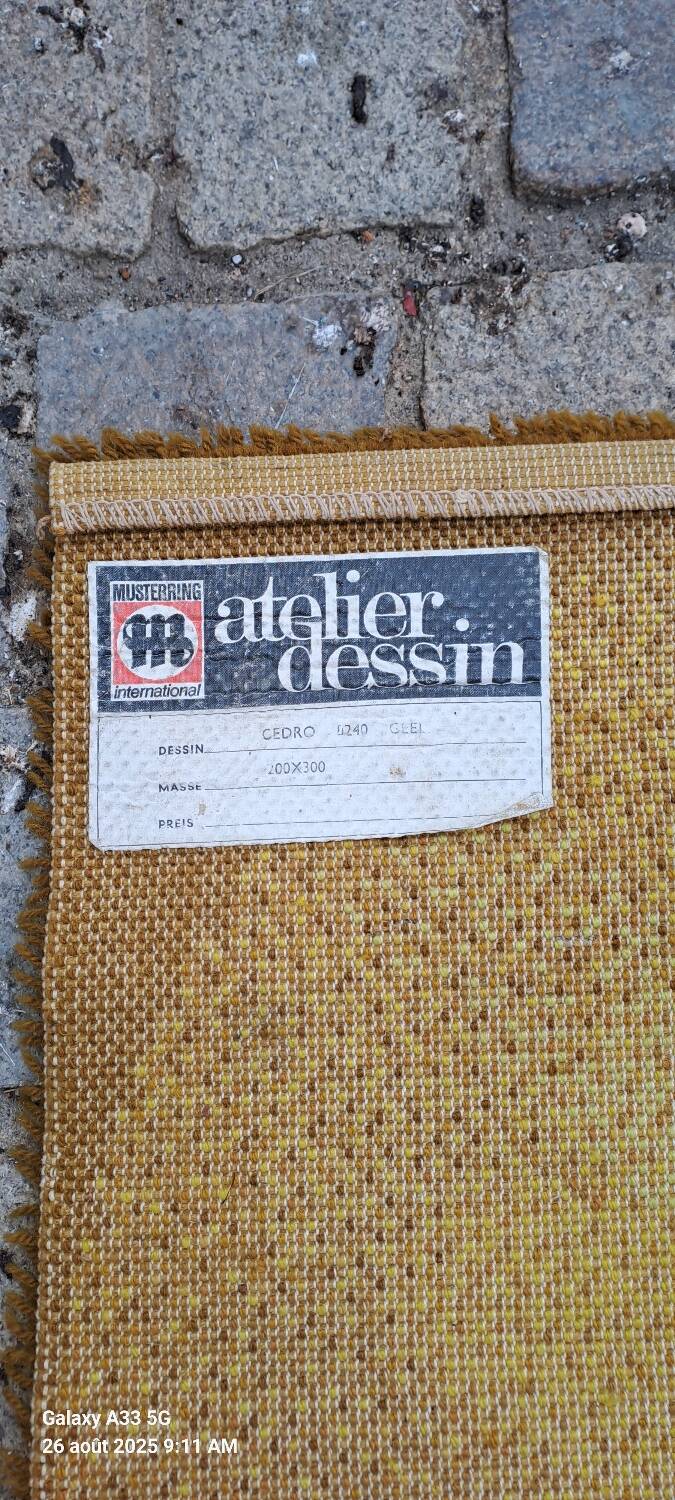 MUSTERRING
international
atelier
dessin
DESSIN CEDRO 4240 GEEL
MASSE 200X300
PREIS
Galaxy A33 5G
26 août 2025 9:11 AM